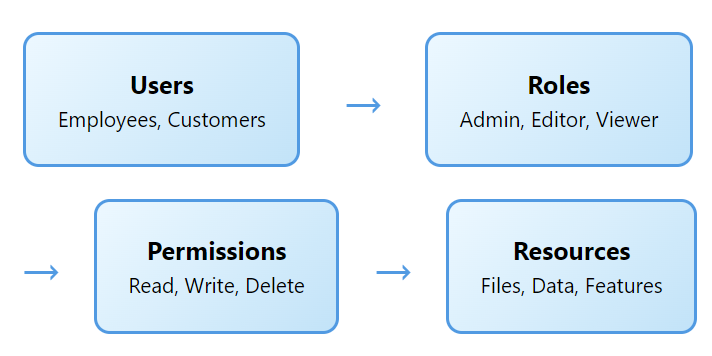 Users
Employees, Customers
→
Roles
Admin, Editor, Viewer
→
Permissions
Read, Write, Delete
→
Resources
Files, Data, Features